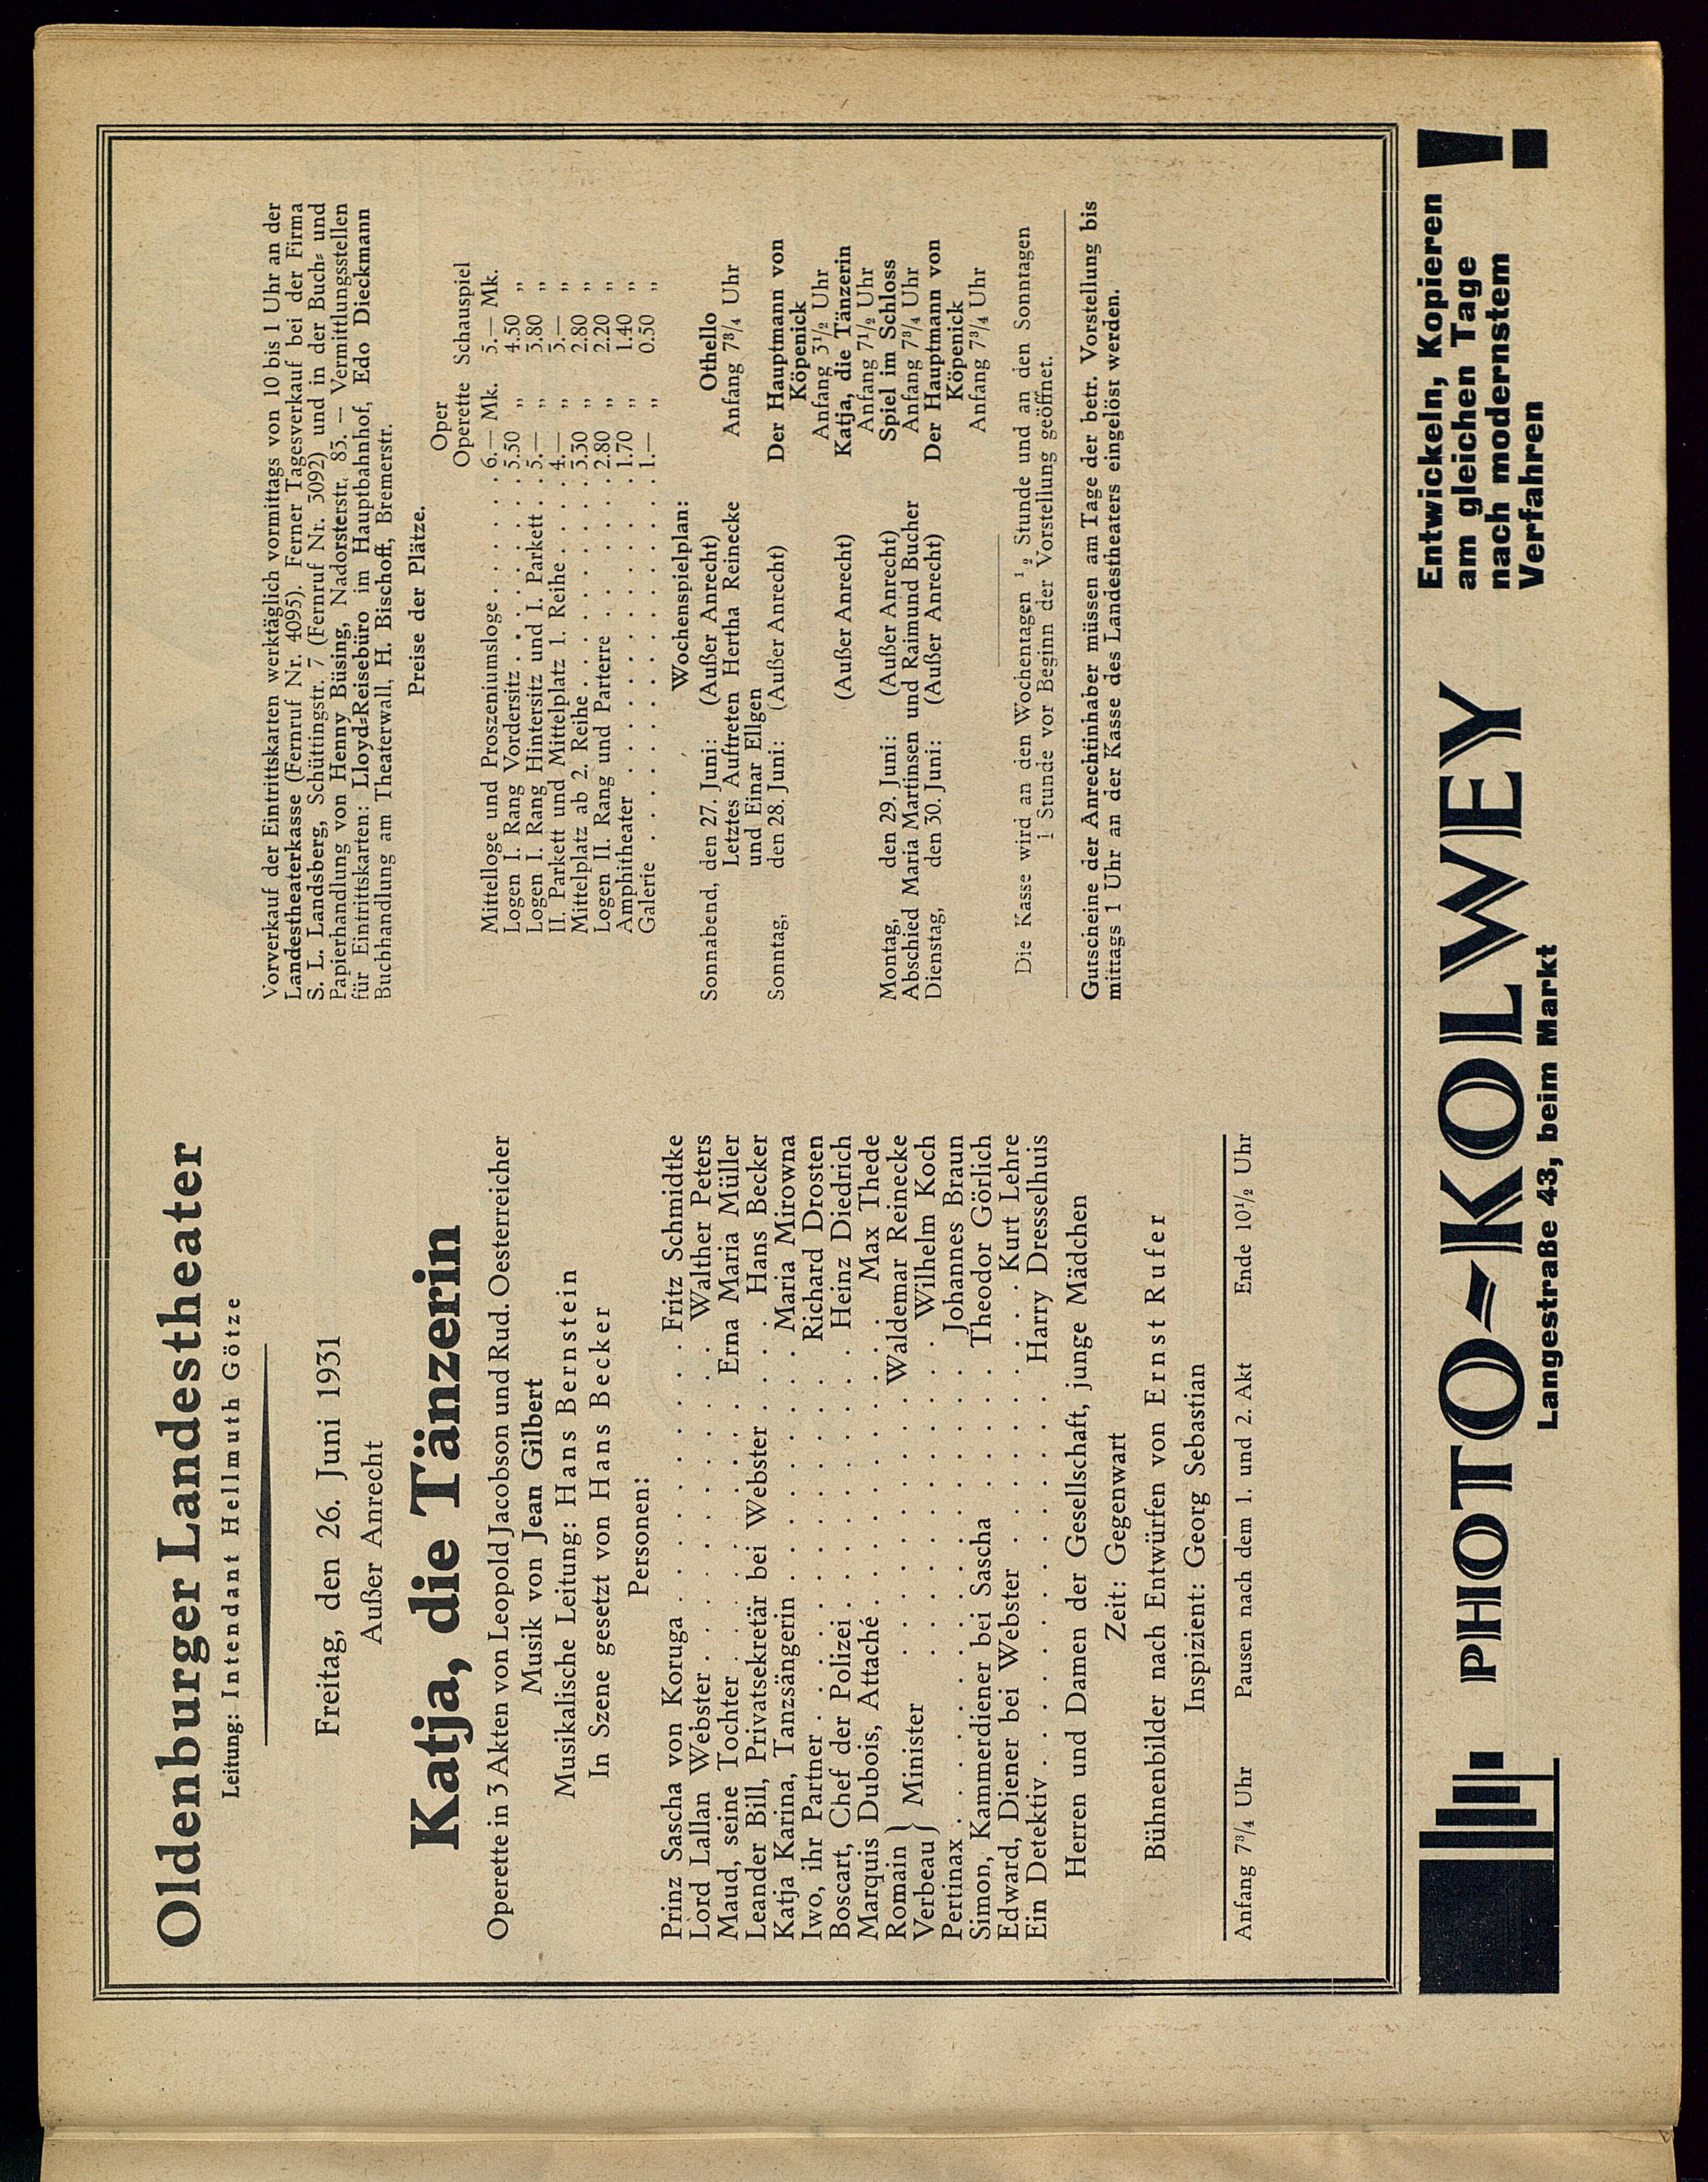 Oldenburger Landestheater
Leitung: Intendant Hellmuth Götze
Freitag, den 26. Juni 1931
Außer Anrecht
Katja, die Tänzerin
Operette in 3 Akten von Leopold Jacobson und Rud. Oesterreicher
Musik von Jean Gilbert
Musikalische Leitung: Hans Bernstein
In Szene gesetzt von Hans Becker
Personen:
Prinz Sascha von Koruga . . . . . . . . . . Fritz Schmidtke
Lord Lallan Webster . . . . . . . . . . . Walther Peters
Maud, seine Tochter . . . . . . . . . . Erna Maria Müller
Leander Bill, Privatsekretär bei Webster . . . . Hans Becker
Katja Karina, Tanzsängerin . . . . . . . . . Maria Mirowna
Iwo, ihr Partner . . . . . . . . . . . Richard Drosten
Boscart, Chef der Polizei . . . . . . . . . Heinz Diedrich
Marquis Dubois, Attaché . . . . . . . . . . Max Thede
Romain } Minister . . . . . . . . . Waldemar Reinecke
Verbeau } . . . . . . . . . Wilhelm Koch
Pertinax . . . . . . . . . . . . . Johannes Braun
Simon, Kammerdiener bei Sascha . . . . . . Theodor Görlich
Edward, Diener bei Webster . . . . . . . . . Kurt Lehre
Ein Detektiv . . . . . . . . . . . . Harry Dresselhuis
Herren und Damen der Gesellschaft, junge Mädchen
Zeit: Gegenwart
Bühnenbilder nach Entwürfen von Ernst Rufer
Inspizient: Georg Sebastian
Anfang 7³/₄ Uhr Pausen nach dem 1. und 2. Akt Ende 10¹/₂ Uhr
Vorverkauf der Eintrittskarten werktäglich vormittags von 10 bis 1 Uhr an der
Landestheaterkasse (Fernruf Nr. 4095). Ferner Tagesverkauf bei der Firma
S. L. Landsberg, Schüttingstr. 7 (Fernruf Nr. 3092) und in der Buch- und
Papierhandlung von Henny Büsing, Nadorsterstr. 83. — Vermittlungsstellen
für Eintrittskarten: Lloyd-Reisebüro im Hauptbahnhof, Edo Dieckmann
Buchhandlung am Theaterwall, H. Bischoff, Bremerstr.
Preise der Plätze.
Oper
Operette Schauspiel
Mittelloge und Proszeniumsloge . . . . . . 6.— Mk. 5.— Mk.
Logen I. Rang Vordersitz . . . . . . . . 5.50 „ 4.50 „
Logen I. Rang Hintersitz und I. Parkett . . 5.— „ 3.80 „
II. Parkett und Mittelplatz 1. Reihe . . . . 4.— „ 3.— „
Mittelplatz ab 2. Reihe . . . . . . . . . 3.30 „ 2.80 „
Logen II. Rang und Parterre . . . . . . . 2.80 „ 2.20 „
Amphitheater . . . . . . . . . . . . 1.70 „ 1.40 „
Galerie . . . . . . . . . . . . . . 1.— „ 0.50 „
Wochenspielplan:
Sonnabend, den 27. Juni: (Außer Anrecht) Othello
Letztes Auftreten Hertha Reinecke Anfang 7³/₄ Uhr
und Einar Ellgen
Sonntag, den 28. Juni: (Außer Anrecht) Der Hauptmann von
Köpenick
Anfang 3¹/₂ Uhr
(Außer Anrecht) Katja, die Tänzerin
Anfang 7¹/₂ Uhr
Montag, den 29. Juni: (Außer Anrecht) Spiel im Schloss
Abschied Maria Martinsen und Raimund Bucher Anfang 7³/₄ Uhr
Dienstag, den 30. Juni: (Außer Anrecht) Der Hauptmann von
Köpenick
Anfang 7³/₄ Uhr
Die Kasse wird an den Wochentagen ¹/₂ Stunde und an den Sonntagen
1 Stunde vor Beginn der Vorstellung geöffnet.
Gutscheine der Anrechtinhaber müssen am Tage der betr. Vorstellung bis
mittags 1 Uhr an der Kasse des Landestheaters eingelöst werden.
PHOTO-KOLWEY
Langestraße 43, beim Markt
Entwickeln, Kopieren
am gleichen Tage
nach modernstem
Verfahren
!